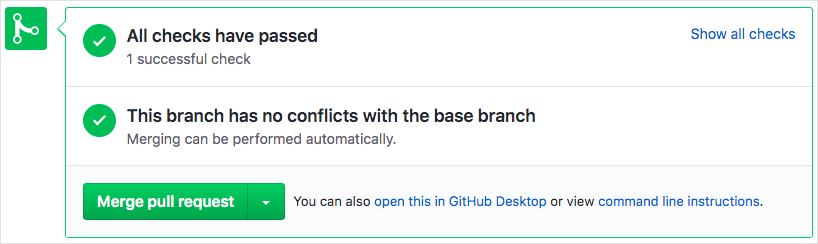 All checks have passed
Show all checks
1 successful check
This branch has no conflicts with the base branch
Merging can be performed automatically.
Merge pull request
You can also open this in GitHub Desktop or view command line instructions.